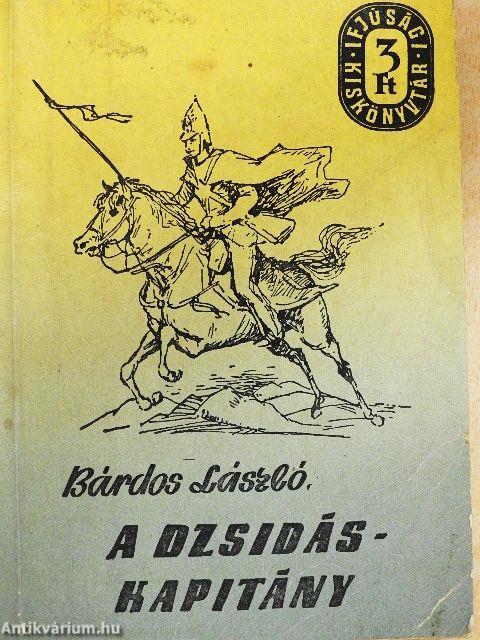 IFJÚSÁGI · KISKÖNYVTÁR ·
3
Ft
Bárdos László.
A DZSIDÁS-
KAPITÁNY
Antikvárium.hu